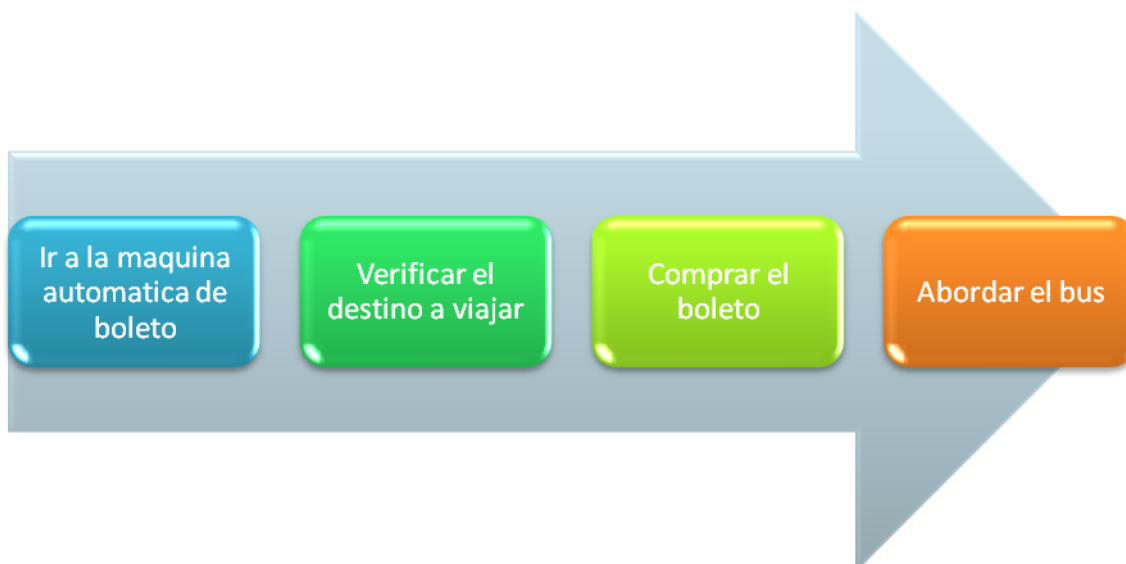 Ir a la maquina
automatica de
boleto
Verificar el
destino a viajar
Comprar el
boleto
Abordar el bus